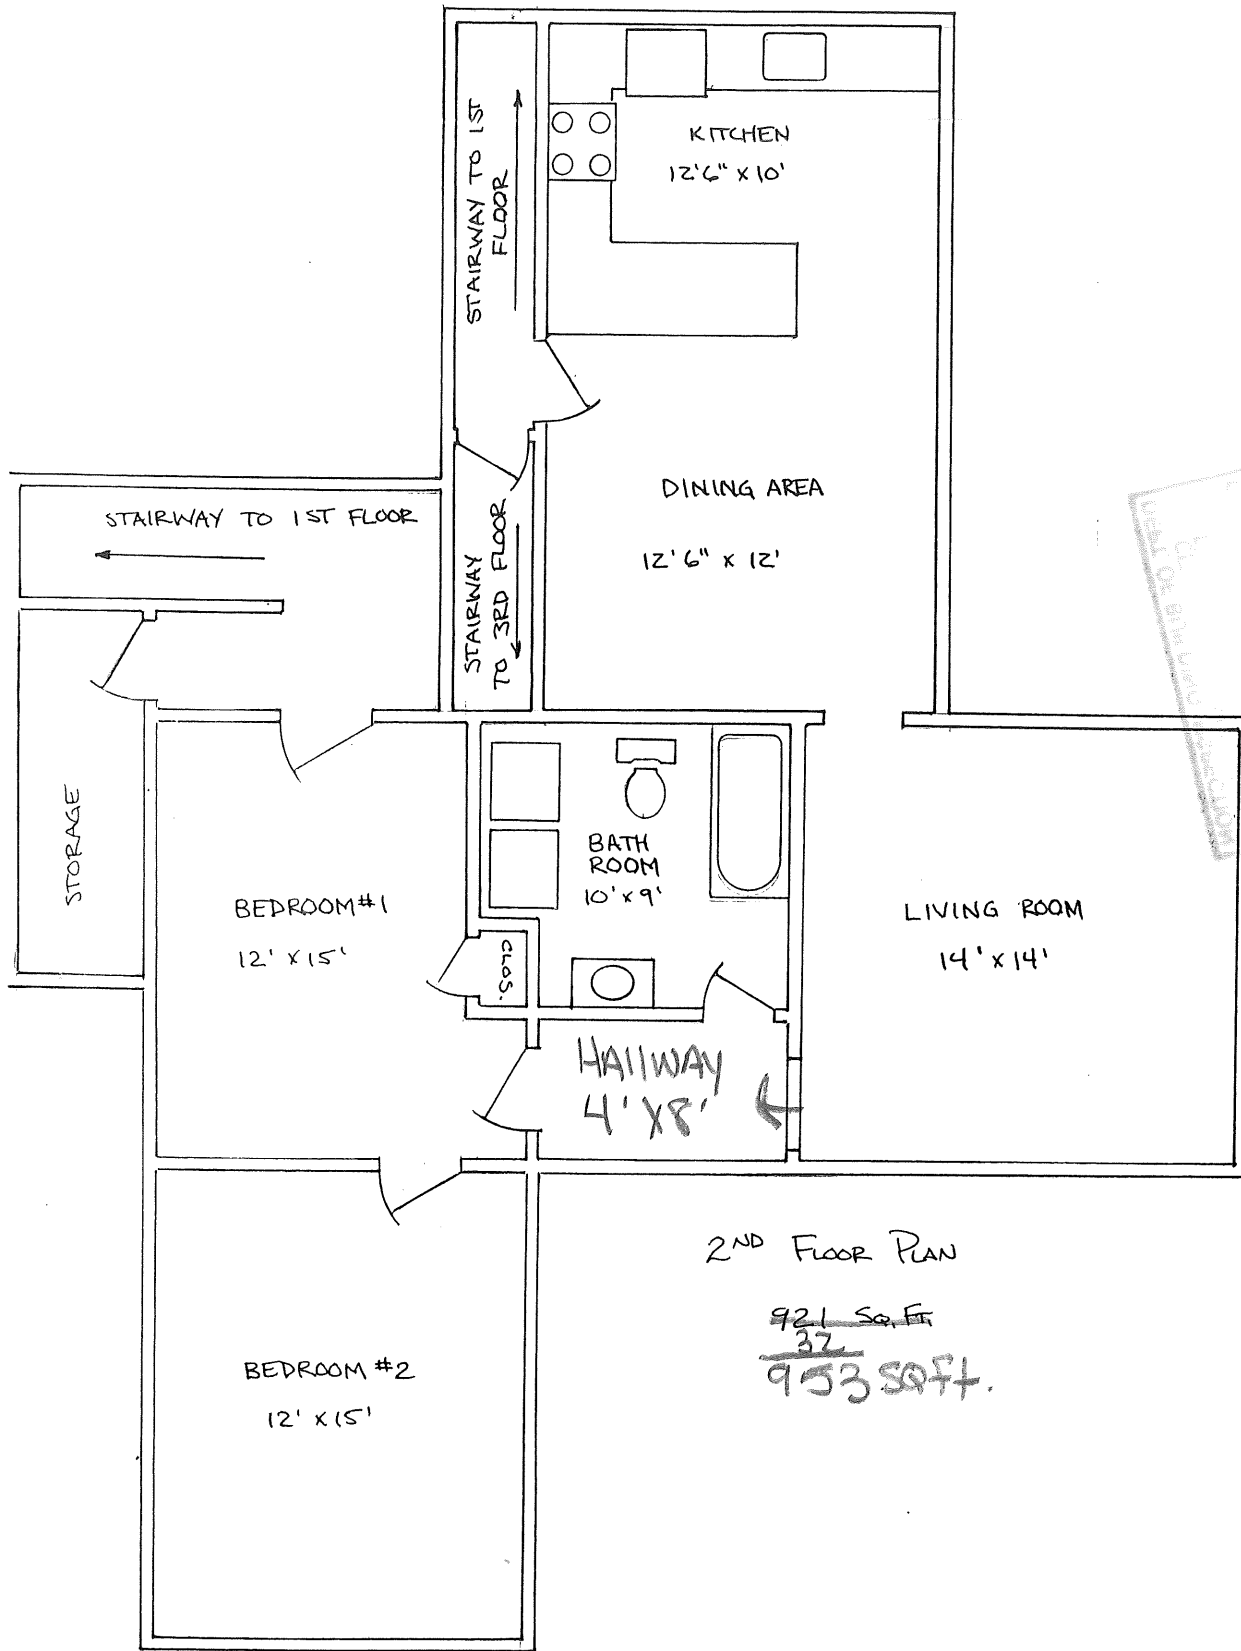 STAIRWAY TO 1ST
FLOOR
KITCHEN
12'6" x 10'
DINING AREA
12'6" x 12'
STAIRWAY TO 1ST FLOOR
STAIRWAY
TO 3RD FLOOR
STORAGE
BEDROOM #1
12' x 15'
CLOS.
BATH
ROOM
10' x 9'
LIVING ROOM
14' x 14'
HAllWAY
4' X 8'
BEDROOM #2
12' x 15'
2ND FLOOR PLAN
921 SQ. FT.
32
953 SQ Ft.